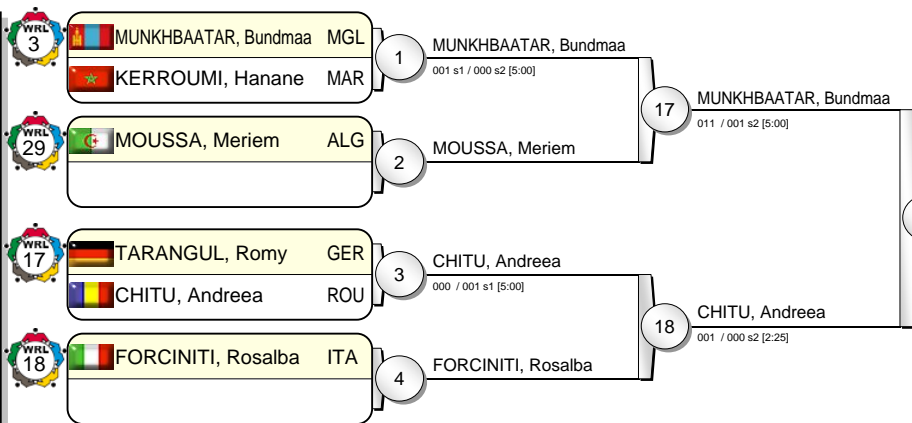 WRL
3
MUNKHBAATAR, Bundmaa MGL
KERROUMI, Hanane MAR
1
MUNKHBAATAR, Bundmaa
001 s1 / 000 s2 [5:00]
WRL
29
MOUSSA, Meriem ALG
2
MOUSSA, Meriem
17
MUNKHBAATAR, Bundmaa
011 / 001 s2 [5:00]
WRL
17
TARANGUL, Romy GER
CHITU, Andreea ROU
3
CHITU, Andreea
000 / 001 s1 [5:00]
WRL
18
FORCINITI, Rosalba ITA
4
FORCINITI, Rosalba
18
CHITU, Andreea
001 / 000 s2 [2:25]